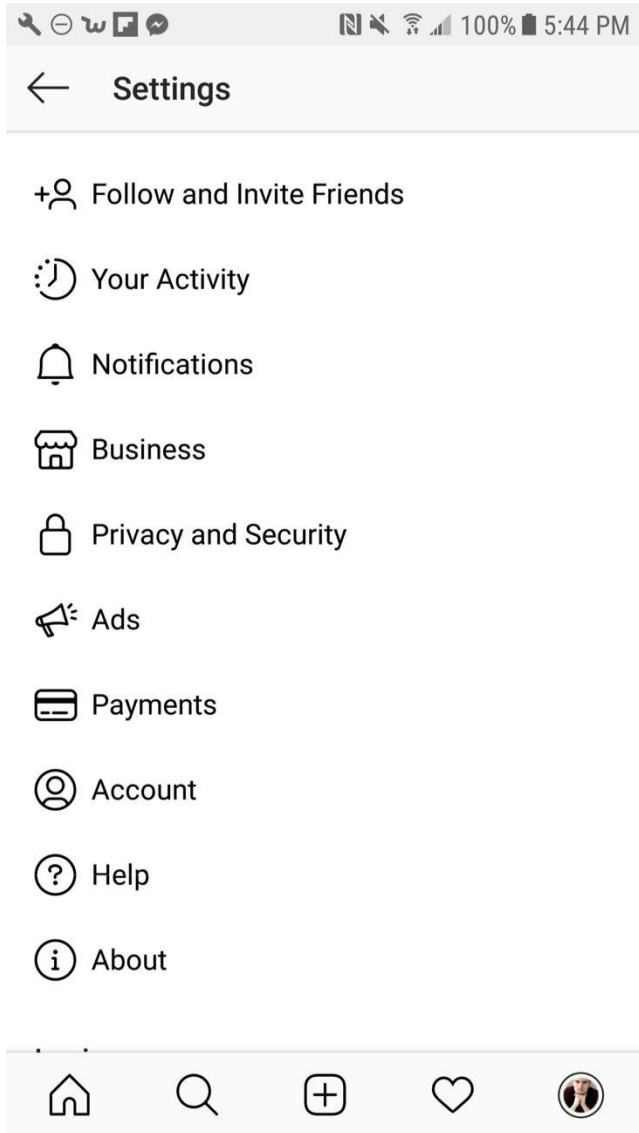 100% 5:44 PM
Settings
Follow and Invite Friends
Your Activity
Notifications
Business
Privacy and Security
Ads
Payments
Account
Help
About